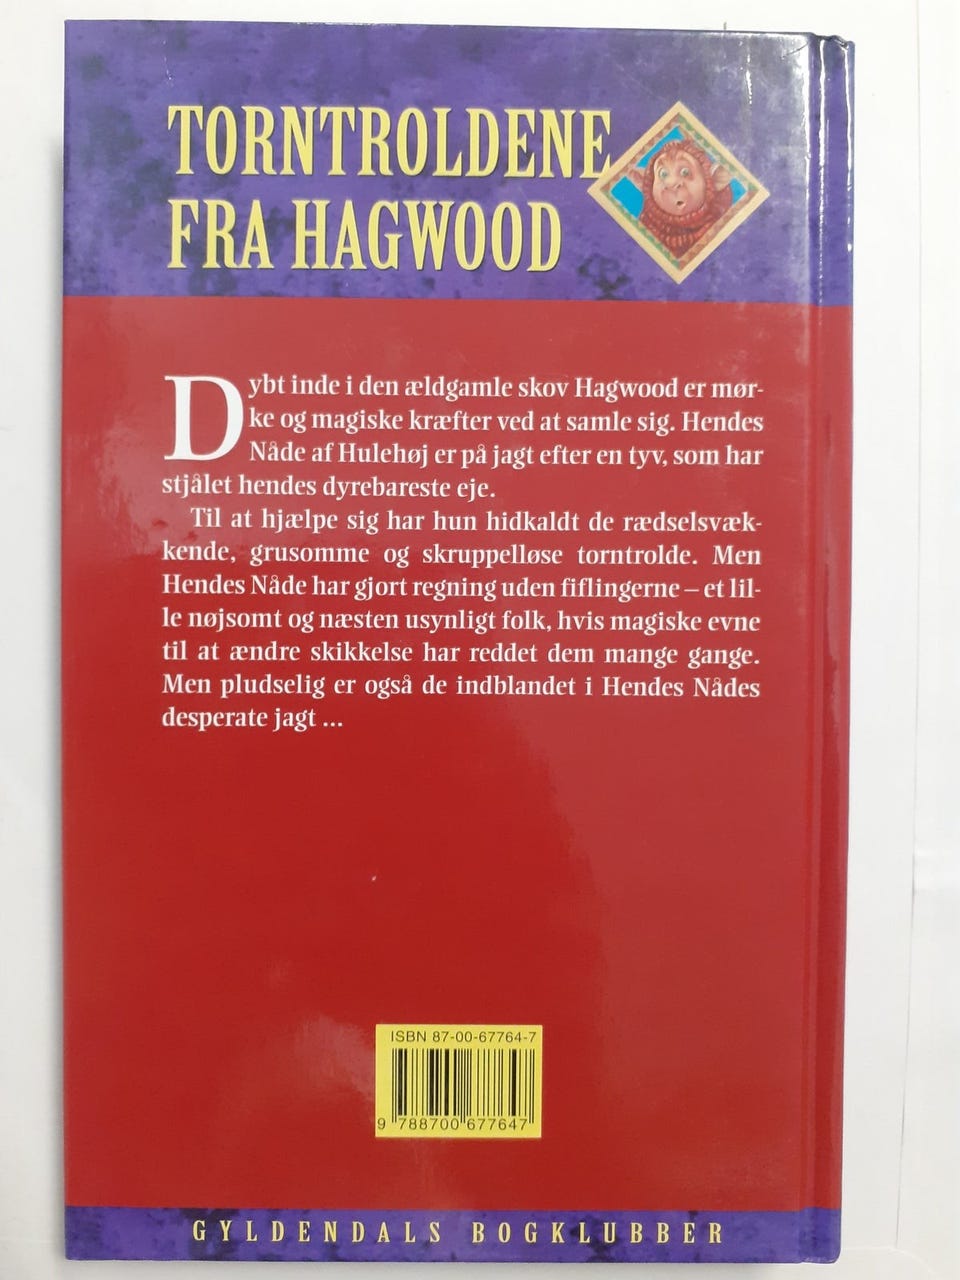 TORNTROLDENE
FRA HAGWOOD
Dybt inde i den ældgamle skov Hagwood er mør-
ke og magiske kræfter ved at samle sig. Hendes
Nåde af Hulehøj er på jagt efter en tyv, som har
stjålet hendes dyrebareste eje.
Til at hjælpe sig har hun hidkaldt de rædselsvæk-
kende, grusomme og skruppelløse torntrolde. Men
Hendes Nåde har gjort regning uden fiflingerne – et lil-
le nøjsomt og næsten usynligt folk, hvis magiske evne
til at ændre skikkelse har reddet dem mange gange.
Men pludselig er også de indblandet i Hendes Nådes
desperate jagt ...
ISBN 87-00-67764-7
9 788700 677647
GYLDENDALS BOGKLUBBER